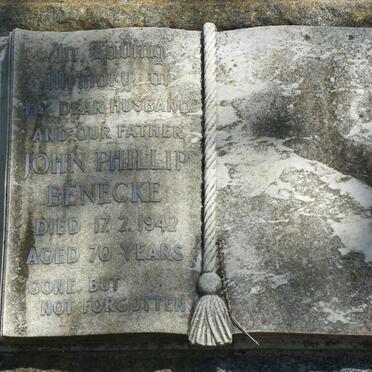 In Loving
Memory of
MY DEAR HUSBAND
AND OUR FATHER
JOHN PHILLIP
BENECKE
DIED 17. 2. 1942
AGED 70 YEARS
GONE, BUT
NOT FORGOTTEN